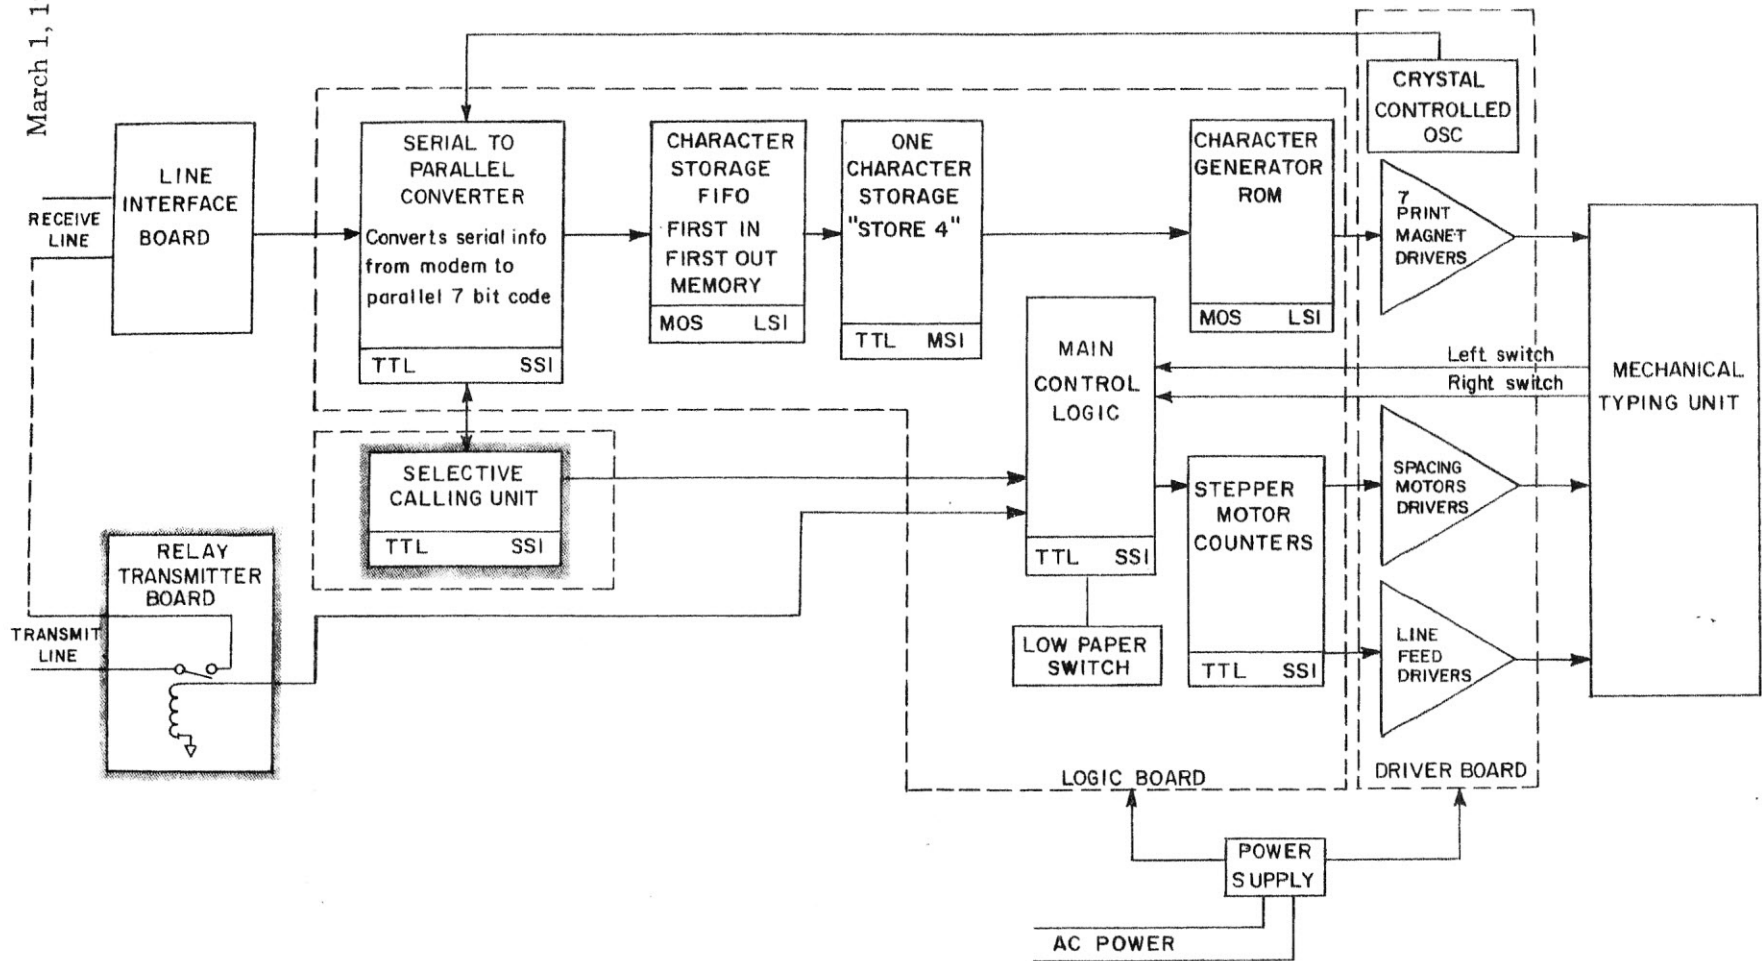 March 1, 1
LINE
INTERFACE
BOARD
RECEIVE
LINE
SERIAL TO
PARALLEL
CONVERTER
Converts serial info
from modem to
parallel 7 bit code
TTL SSI
CHARACTER
STORAGE
FIFO
FIRST IN
FIRST OUT
MEMORY
MOS LSI
ONE
CHARACTER
STORAGE
"STORE 4"
TTL MSI
CHARACTER
GENERATOR
ROM
MOS LSI
CRYSTAL
CONTROLLED
OSC
7
PRINT
MAGNET
DRIVERS
MECHANICAL
TYPING UNIT
Left switch
Right switch
MAIN
CONTROL
LOGIC
TTL SSI
SELECTIVE
CALLING UNIT
TTL SSI
STEPPER
MOTOR
COUNTERS
TTL SSI
SPACING
MOTORS
DRIVERS
LINE
FEED
DRIVERS
RELAY
TRANSMITTER
BOARD
TRANSMIT
LINE
LOW PAPER
SWITCH
LOGIC BOARD
DRIVER BOARD
POWER
SUPPLY
AC POWER